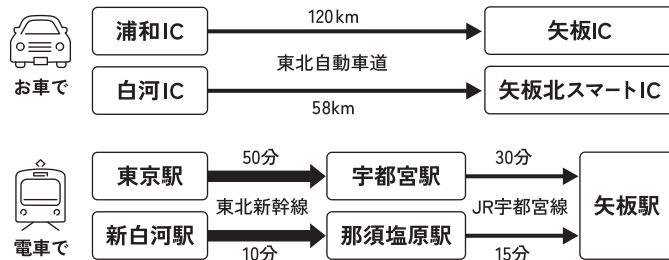 お車で
浦和IC
120km
矢板IC
東北自動車道
白河IC
58km
矢板北スマートIC
電車で
東京駅
50分
宇都宮駅
30分
矢板駅
東北新幹線
JR宇都宮線
新白河駅
10分
那須塩原駅
15分